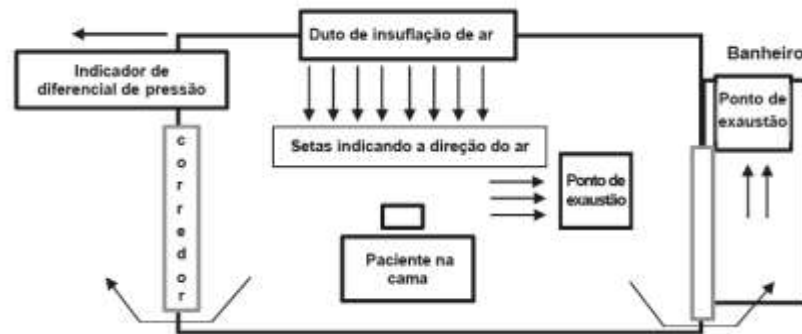 Duto de insuflação de ar
Indicador de
diferencial de pressão
Banheiro
Ponto de
exaustão
corredor
Setas indicando a direção do ar
Ponto de
exaustão
Paciente na
cama